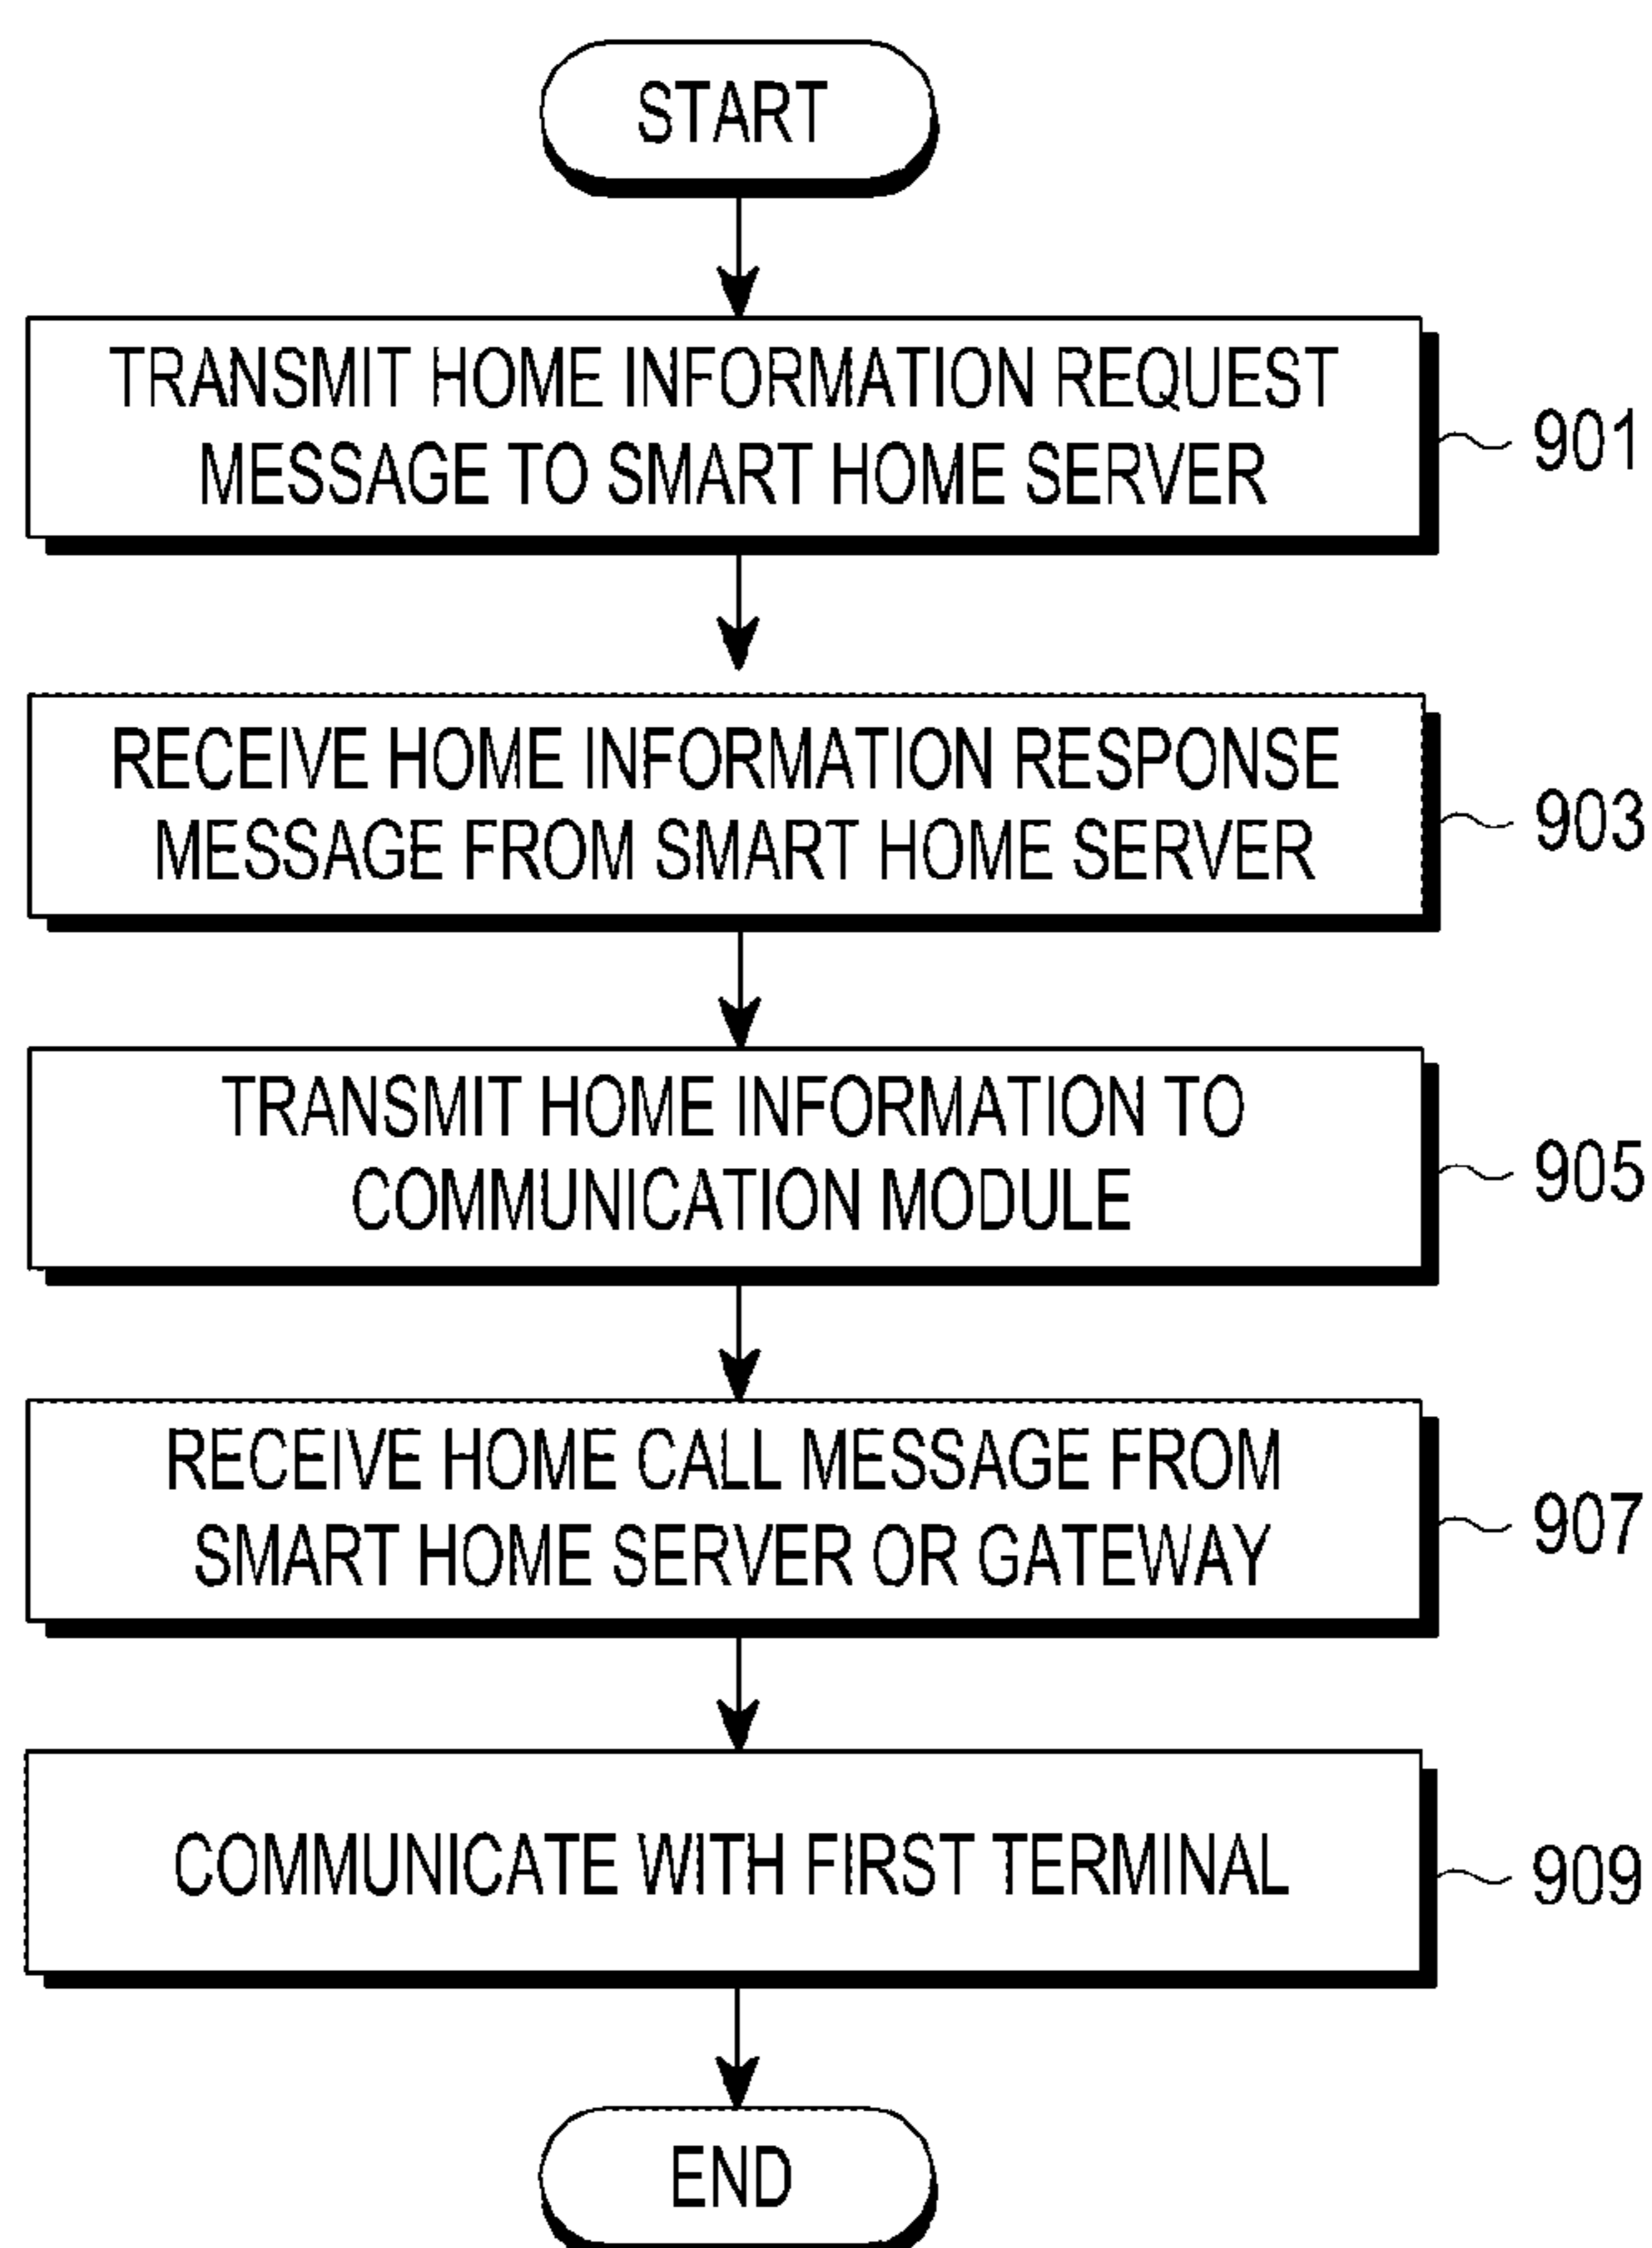 START
TRANSMIT HOME INFORMATION REQUEST
MESSAGE TO SMART HOME SERVER
901
RECEIVE HOME INFORMATION RESPONSE
MESSAGE FROM SMART HOME SERVER
903
TRANSMIT HOME INFORMATION TO
COMMUNICATION MODULE
905
RECEIVE HOME CALL MESSAGE FROM
SMART HOME SERVER OR GATEWAY
907
COMMUNICATE WITH FIRST TERMINAL
909
END